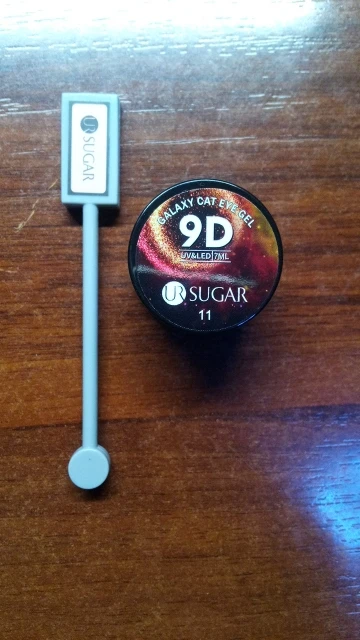 UR SUGAR
GALAXY CAT EYE GEL
9D
UV&LED 7ML
UR SUGAR
11